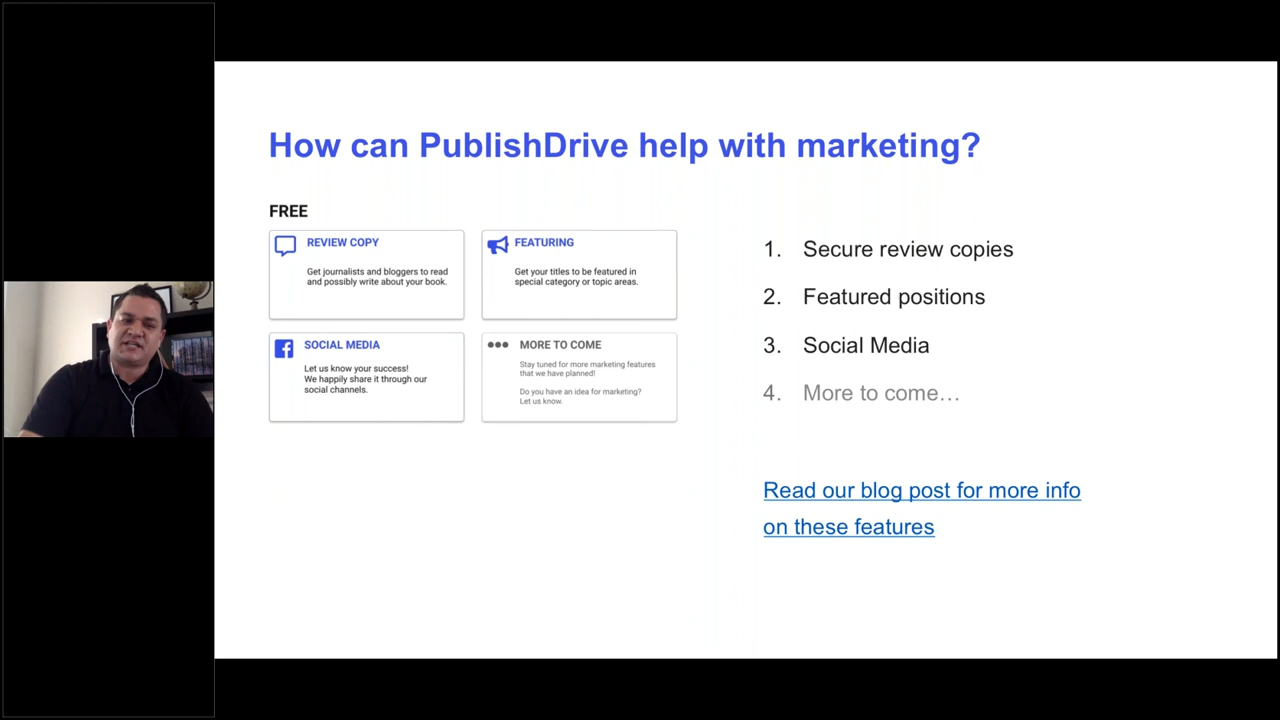 How can PublishDrive help with marketing?
FREE
REVIEW COPY
Get journalists and bloggers to read
and possibly write about your book.
FEATURING
Get your titles to be featured in
special category or topic areas.
SOCIAL MEDIA
Let us know your success!
We happily share it through our
social channels.
MORE TO COME
Stay tuned for more marketing features
that we have planned!
Do you have an idea for marketing?
Let us know.
1. Secure review copies
2. Featured positions
3. Social Media
4. More to come…
Read our blog post for more info
on these features